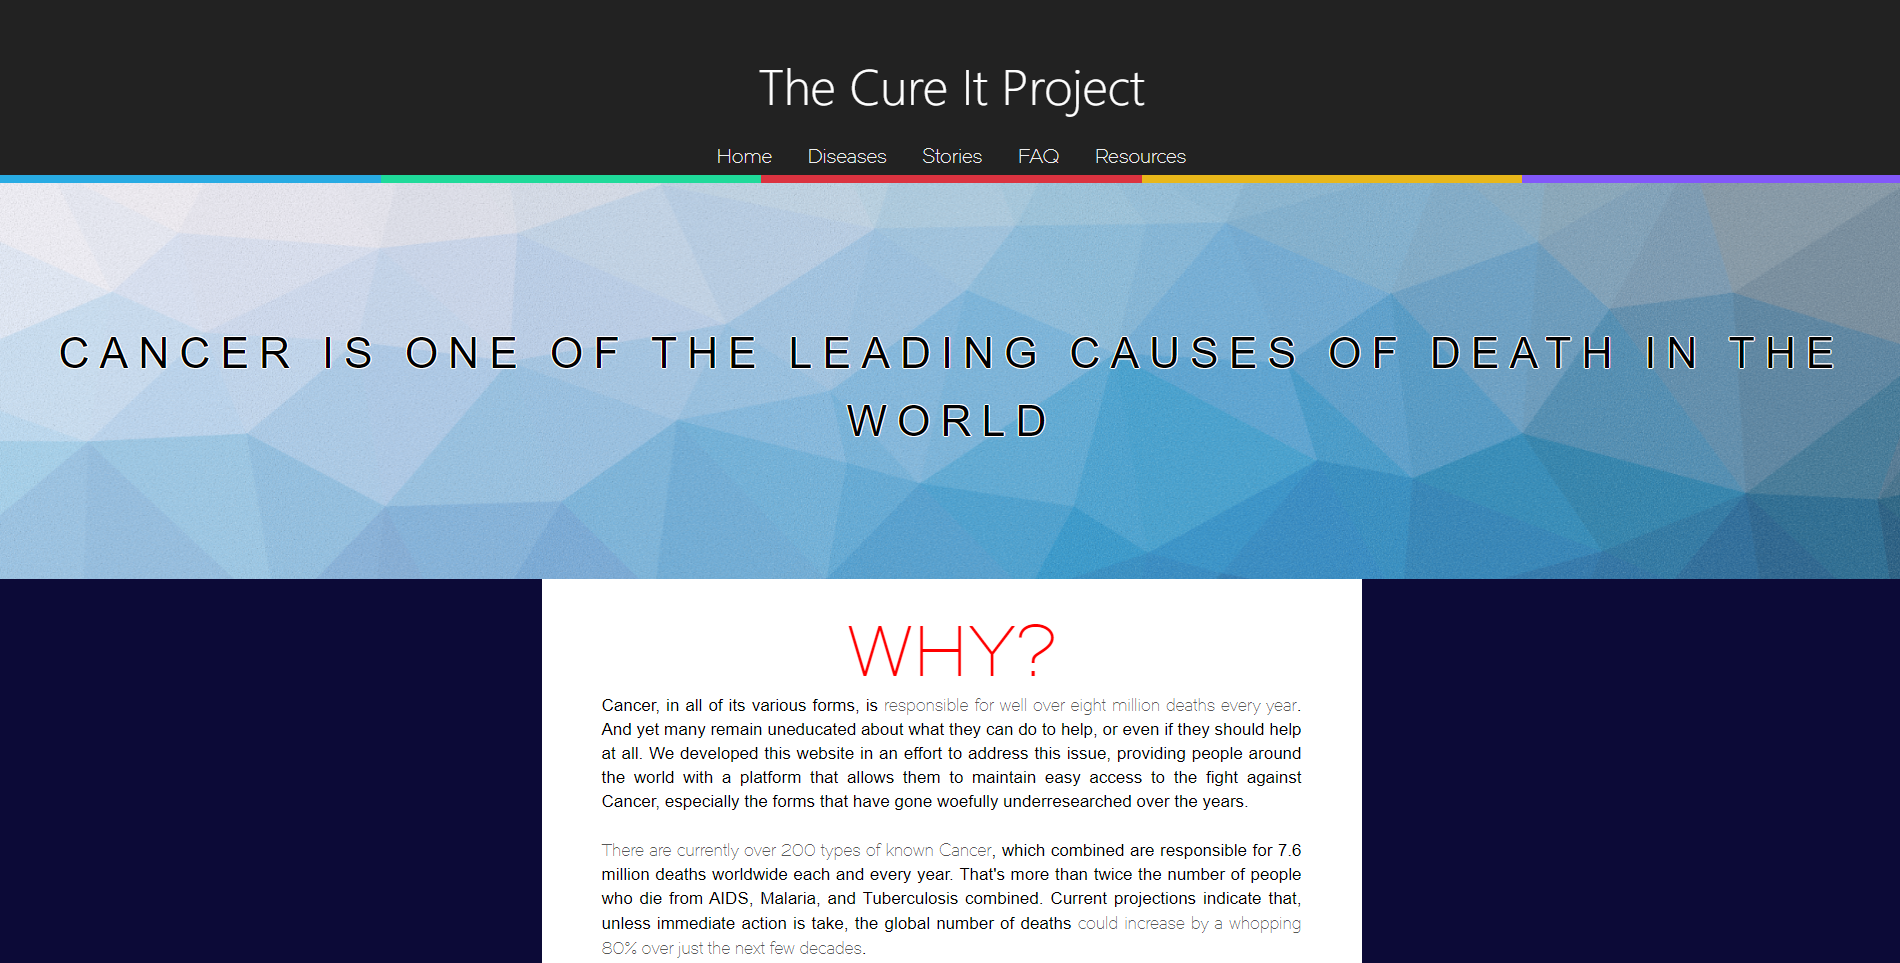 The Cure It Project
Home Diseases Stories FAQ Resources
CANCER IS ONE OF THE LEADING CAUSES OF DEATH IN THE
WORLD
WHY?
Cancer, in all of its various forms, is responsible for well over eight million deaths every year.
And yet many remain uneducated about what they can do to help, or even if they should help
at all. We developed this website in an effort to address this issue, providing people around
the world with a platform that allows them to maintain easy access to the fight against
Cancer, especially the forms that have gone woefully underresearched over the years.
There are currently over 200 types of known Cancer, which combined are responsible for 7.6
million deaths worldwide each and every year. That's more than twice the number of people
who die from AIDS, Malaria, and Tuberculosis combined. Current projections indicate that,
unless immediate action is take, the global number of deaths could increase by a whopping
80% over just the next few decades.